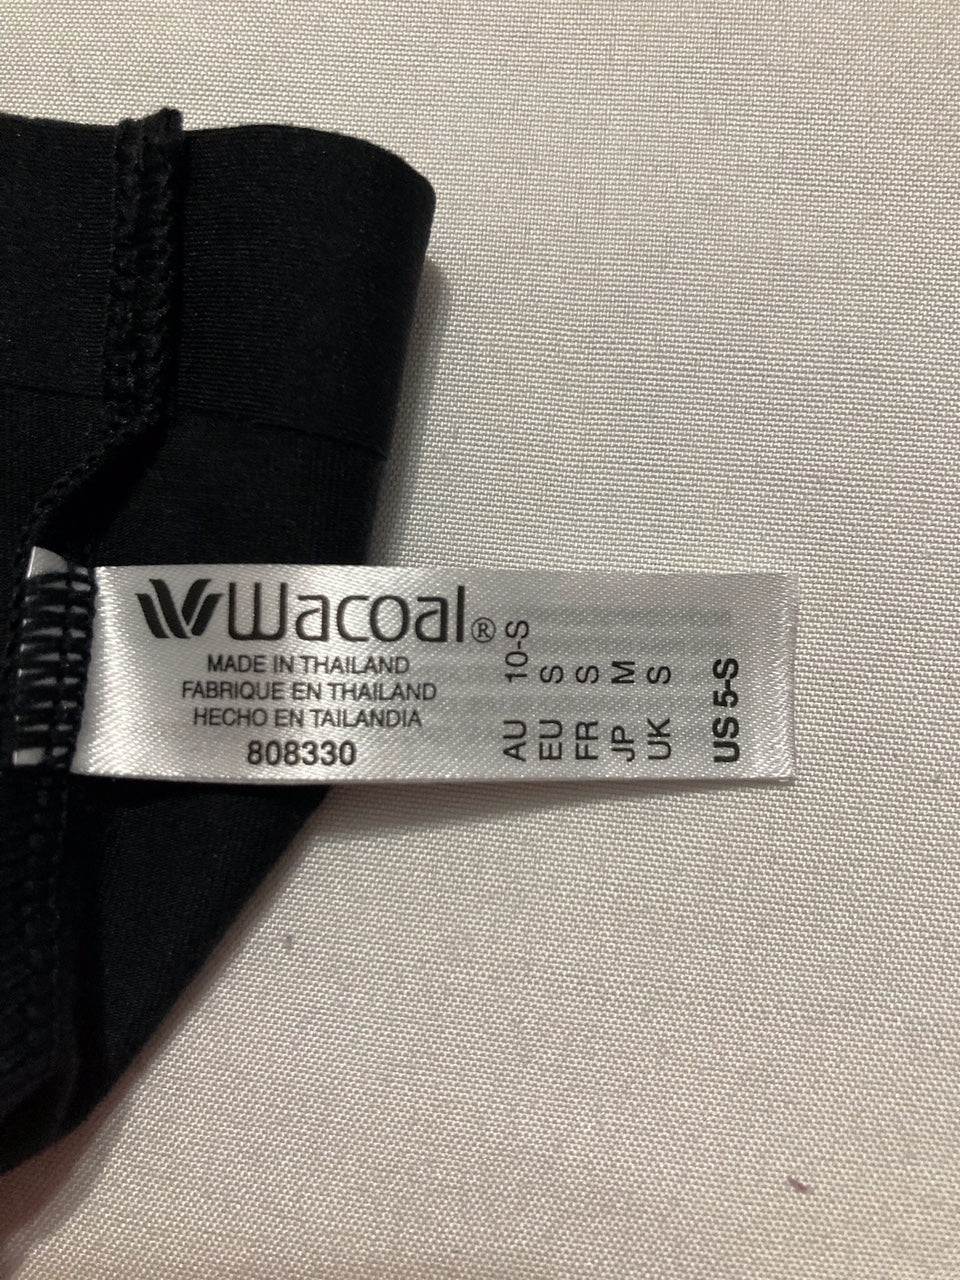 Wacoal®
MADE IN THAILAND
FABRIQUE EN THAILAND
HECHO EN TAILANDIA
808330
AU 10-S
EU S
FR S
JP M
UK S
US 5-S